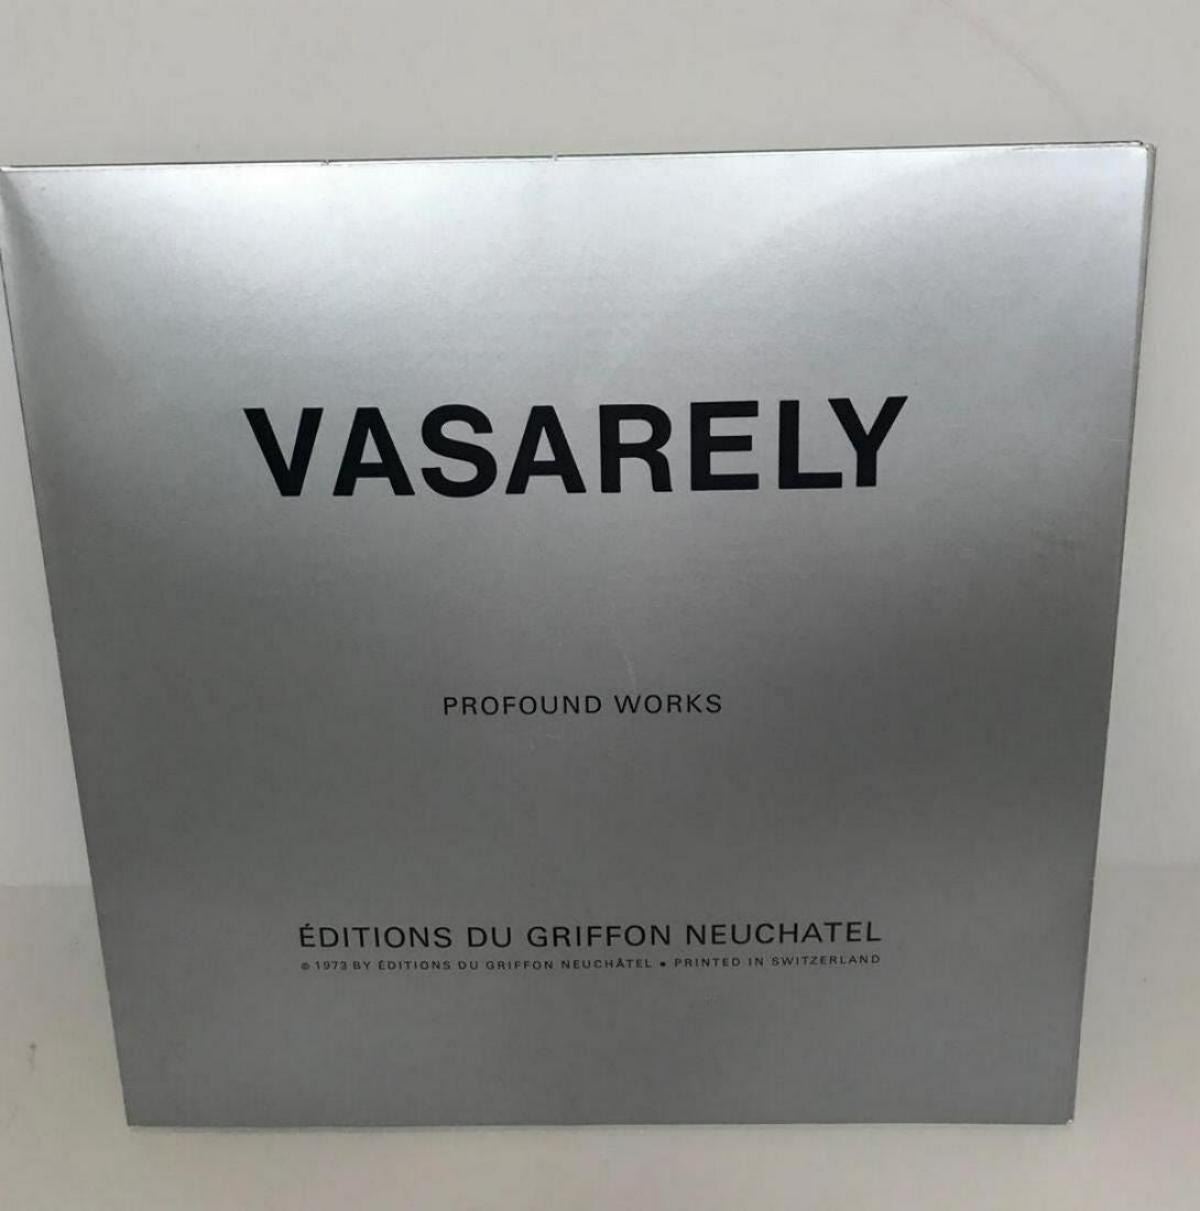 VASARELY
PROFOUND WORKS
ÉDITIONS DU GRIFFON NEUCHATEL
© 1973 BY ÉDITIONS DU GRIFFON NEUCHÂTEL • PRINTED IN SWITZERLAND